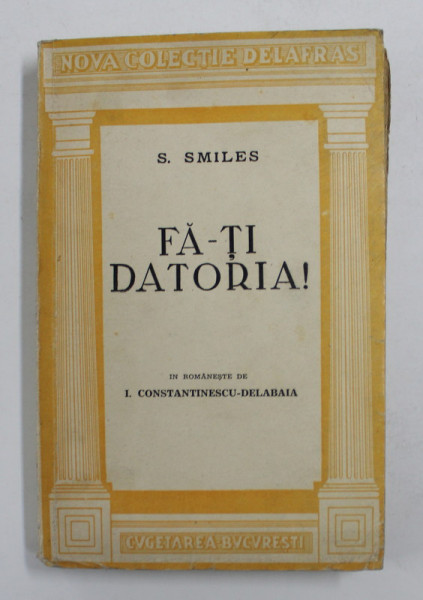 NOVA COLECTIE DELAFRAS
S. SMILES
FĂ-ȚI
DATORIA!
IN ROMÂNEȘTE DE
I. CONSTANTINESCU-DELABAIA
CUGETAREA-BUCUREȘTI